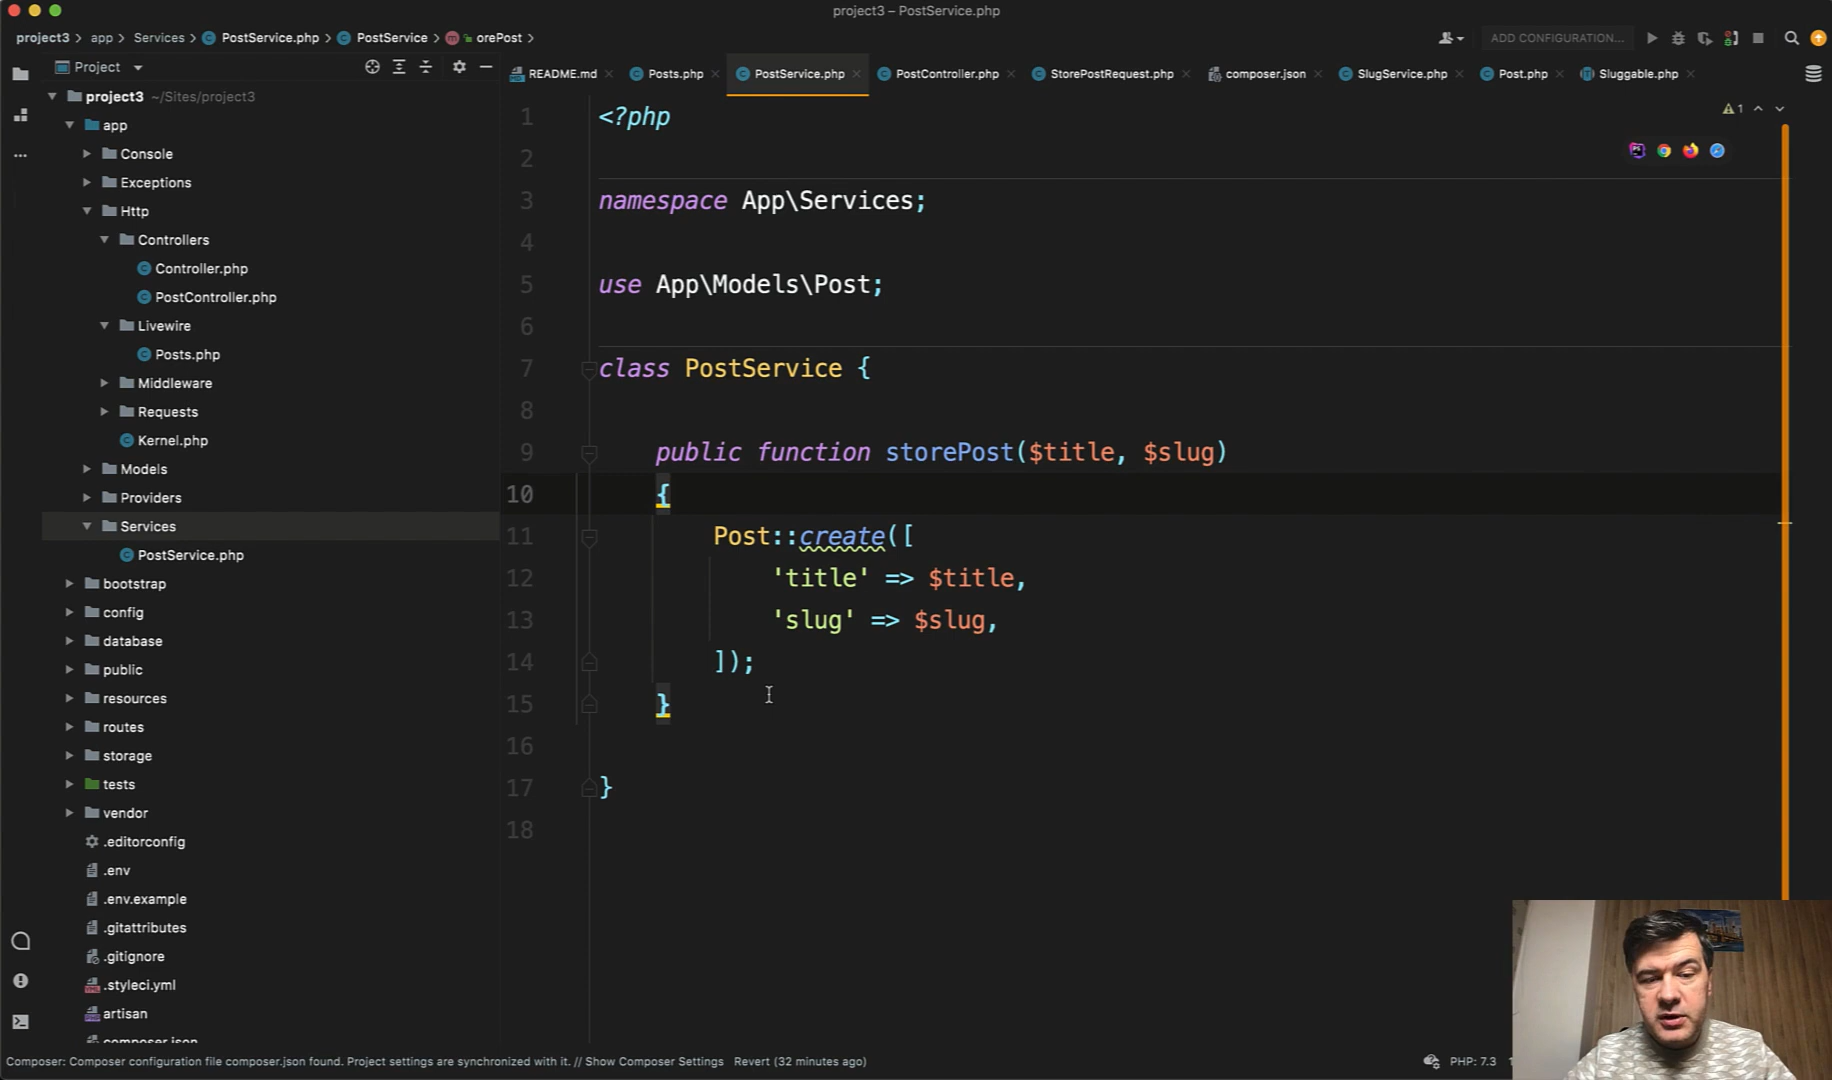 project3 – PostService.php
project3 app Services PostService.php PostService orePost
ADD CONFIGURATION...
Project
README.md
Posts.php
PostService.php
PostController.php
StorePostRequest.php
composer.json
SlugService.php
Post.php
Sluggable.php
project3 ~/Sites/project3
app
Console
Exceptions
Http
Controllers
Controller.php
PostController.php
Livewire
Posts.php
Middleware
Requests
Kernel.php
Models
Providers
Services
PostService.php
bootstrap
config
database
public
resources
routes
storage
tests
vendor
.editorconfig
.env
.env.example
.gitattributes
.gitignore
.styleci.yml
artisan
composer.json
1 <?php
2
3 namespace App\Services;
4
5 use App\Models\Post;
6
7 class PostService {
8
9 public function storePost($title, $slug)
10 {
11 Post::create([
12 'title' => $title,
13 'slug' => $slug,
14 ]);
15 }
16
17 }
18
1
Composer: Composer configuration file composer.json found. Project settings are synchronized with it. // Show Composer Settings Revert (32 minutes ago)
PHP: 7.3